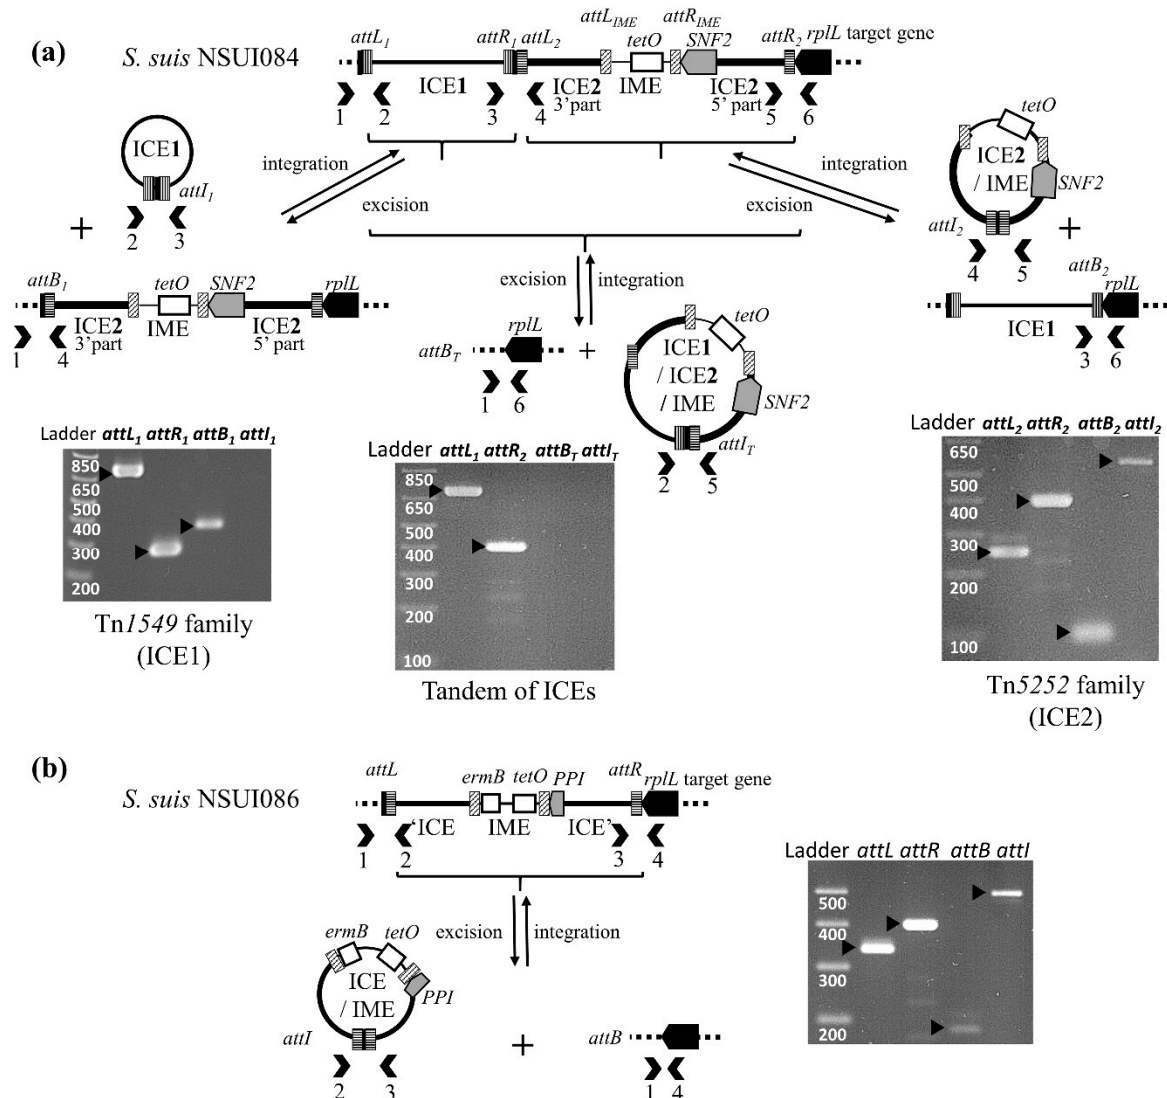 (a)
S. suis NSUI084
attL1 attR1 attL2 attLIME attRIME attR2 rplL target gene
tetO SNF2
ICE1 ICE2 IME ICE2
3'part 5' part
1 2 3 4 5 6
ICE1
attI1
2 3
+
integration
excision
integration
excision
tetO
ICE2
/ IME
SNF2
attI2
4 5
+
attB1 tetO SNF2 rplL
ICE2 IME ICE2
3'part 5' part
1 4
excision integration
attBT rplL
1 6
+
tetO
ICE1
/ ICE2
/ IME
SNF2
attIT
2 5
attB2
rplL
ICE1
3 6
Ladder attL1 attR1 attB1 attI1
850
650
500
400
300
200
Tn1549 family
(ICE1)
Ladder attL1 attR2 attBT attIT
850
650
500
400
300
200
100
Tandem of ICEs
Ladder attL2 attR2 attB2 attI2
650
500
400
300
200
100
Tn5252 family
(ICE2)
(b)
S. suis NSUI086
attL ermB tetO PPI attR rplL target gene
'ICE IME ICE'
1 2 3 4
excision integration
ermB tetO
ICE
/ IME
PPI
attI
2 3
+
attB
1 4
Ladder attL attR attB attI
500
400
300
200